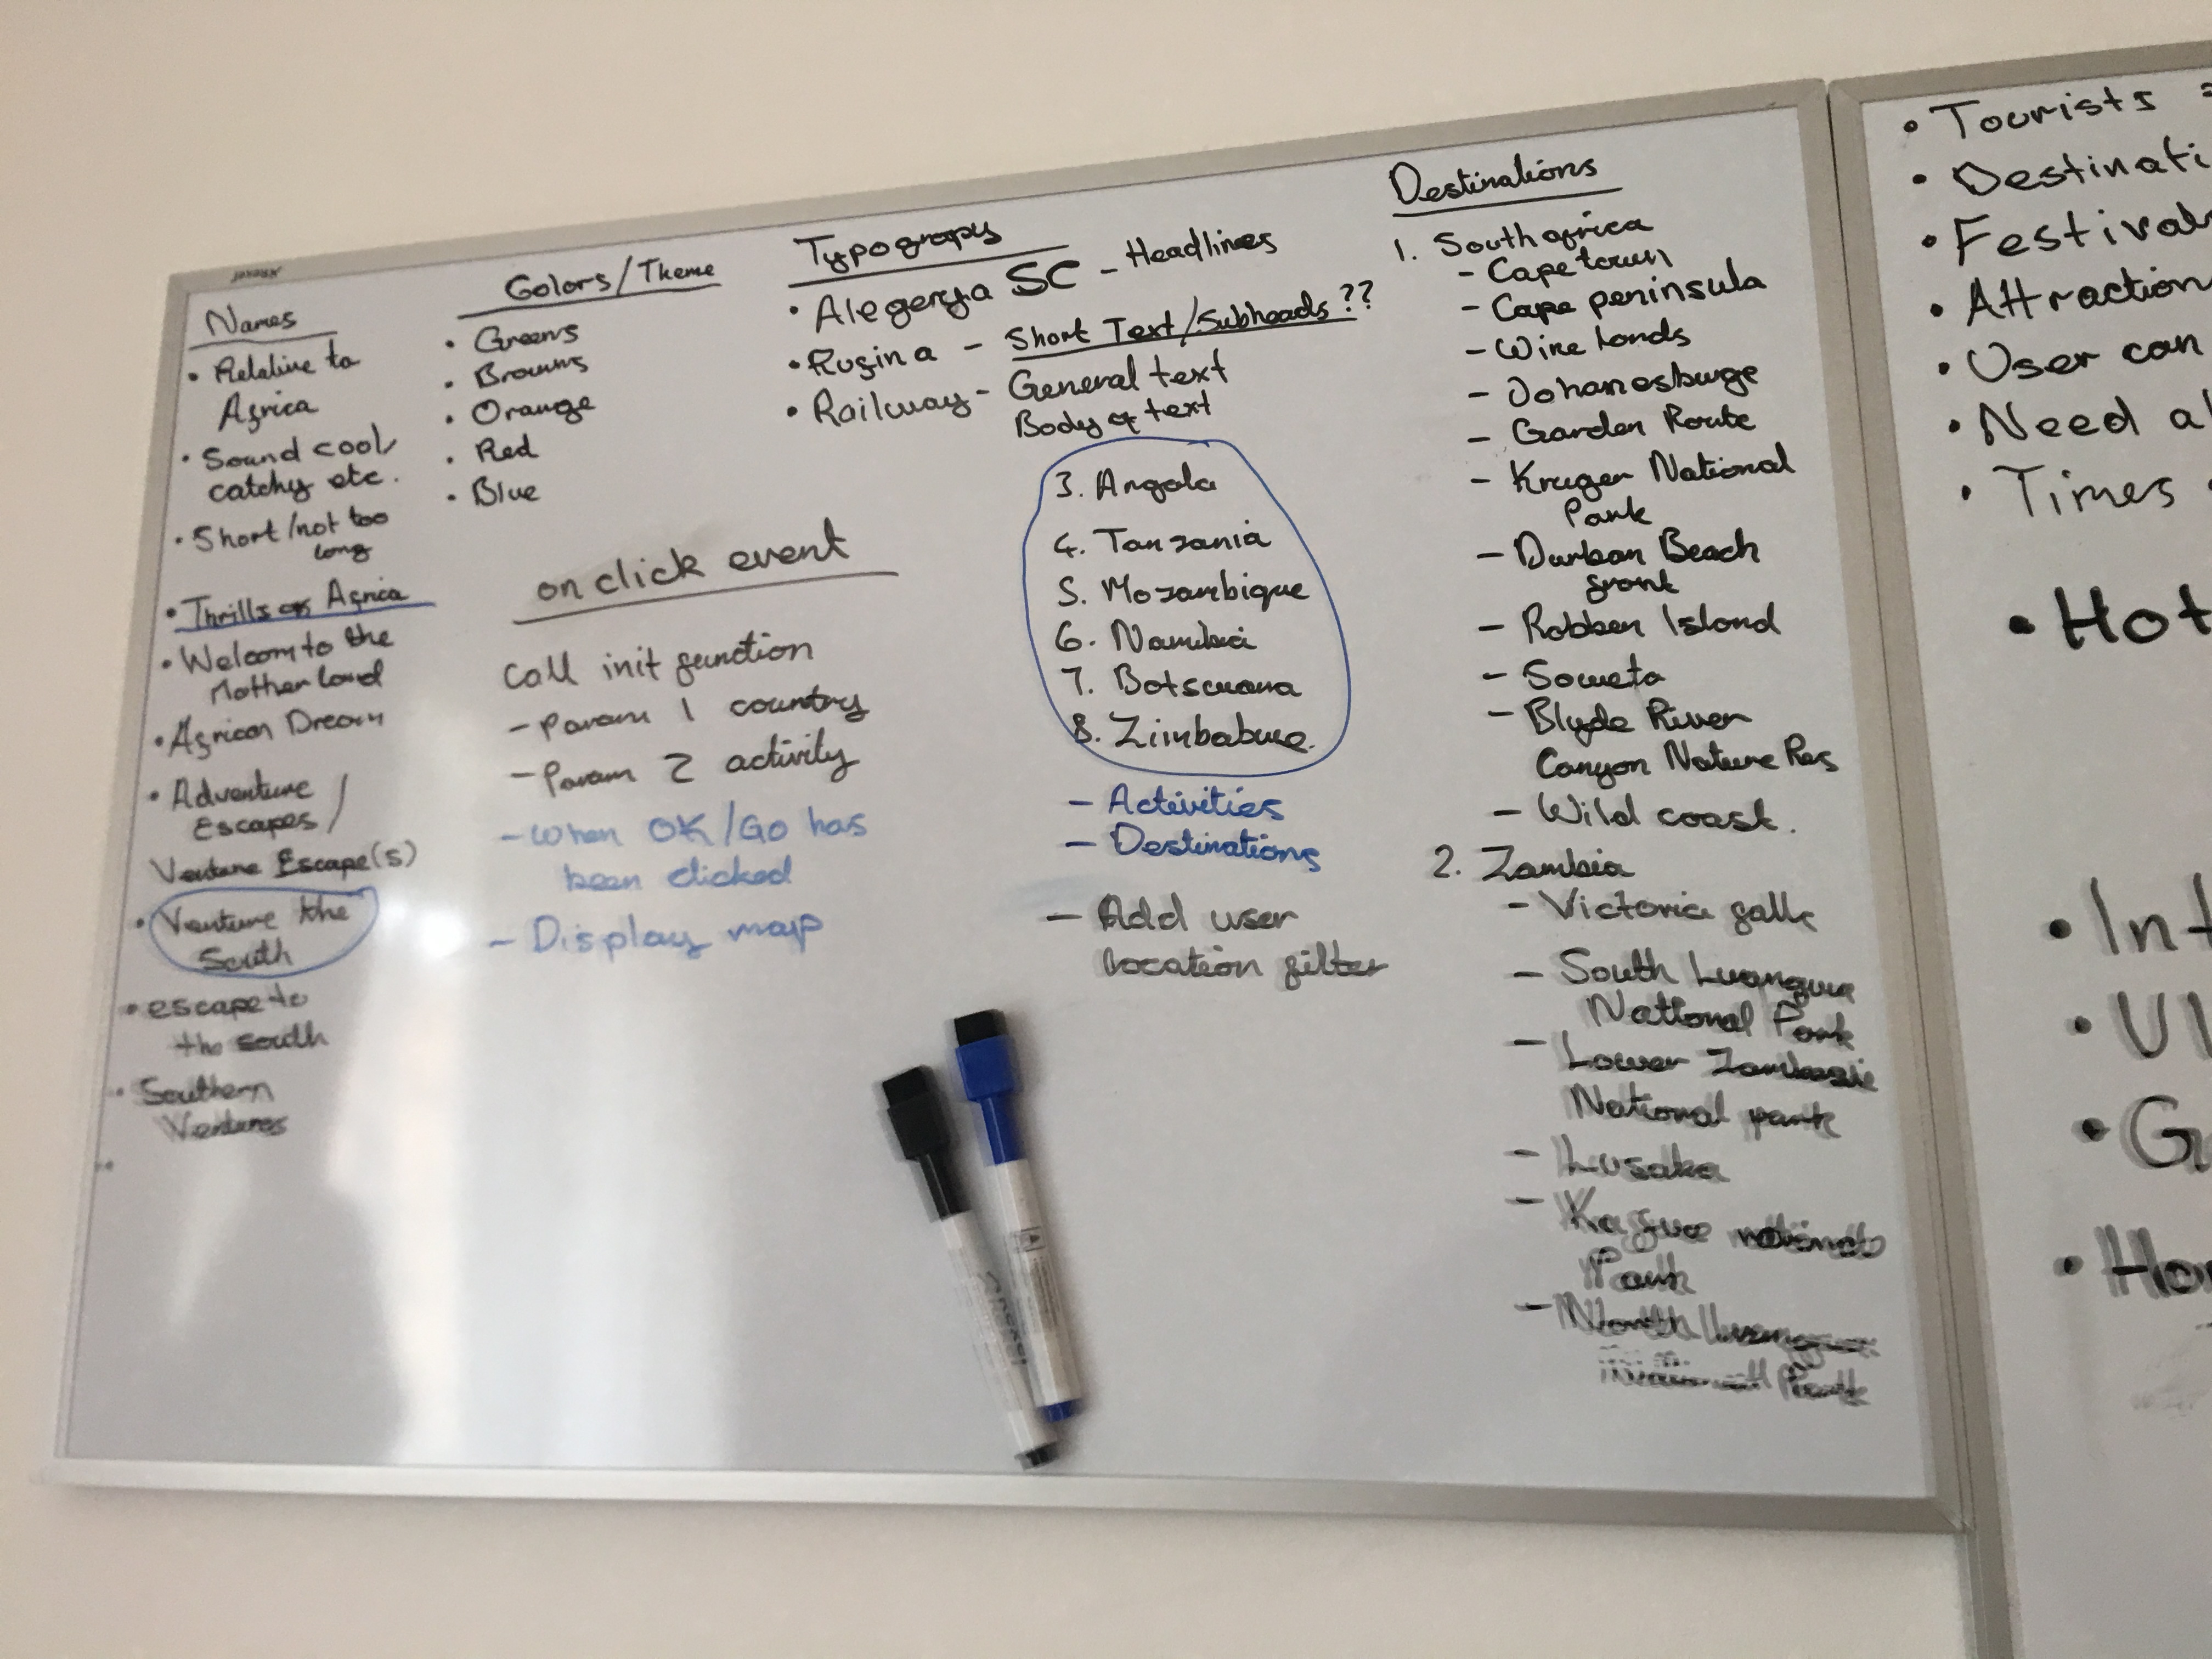 Names
• Relative to
Africa
• Sound cool,
catchy etc.
• Short/not too
long
• Thrills of Africa
• Welcom to the
Mother land
• African Dream
• Adventure /
Escapes /
Venture Escape(s)
• Venture the
South
• escape to
the south
• Southern
Ventures
Colors/Theme
• Greens
• Browns
• Orange
• Red
• Blue
on click event
Call init function
- Param 1 country
- Param 2 activity
- When OK/Go has
been clicked
- Display map
Typograpy
• Alegerya SC - Headlines
• Rugina - Short Text/Subheads??
• Railway - General text
Body of text
3. Angola
4. Tanzania
5. Mozambique
6. Namibia
7. Botswana
8. Zimbabwe.
- Activities
- Destinations
- Add user
location filter
Destinations
1. South africa
- Cape town
- Cape peninsula
- Wine lands
- Johanesburge
- Garden Route
- Kruger National
Park
- Durban Beach
front
- Robben Island
- Soweto
- Blyde River
Canyon Nature Res
- Wild coast.
2. Zambia
- Victoria falls
- South Luangwa
National Park
- Lower Zambezie
National park
- Lusaka
- Kafue national
Park
- North
Park
• Tourists
• Destinati
• Festival
• Attraction
• User can
• Need al
• Times
• Hot
• Int
• UI
• G
• Ho